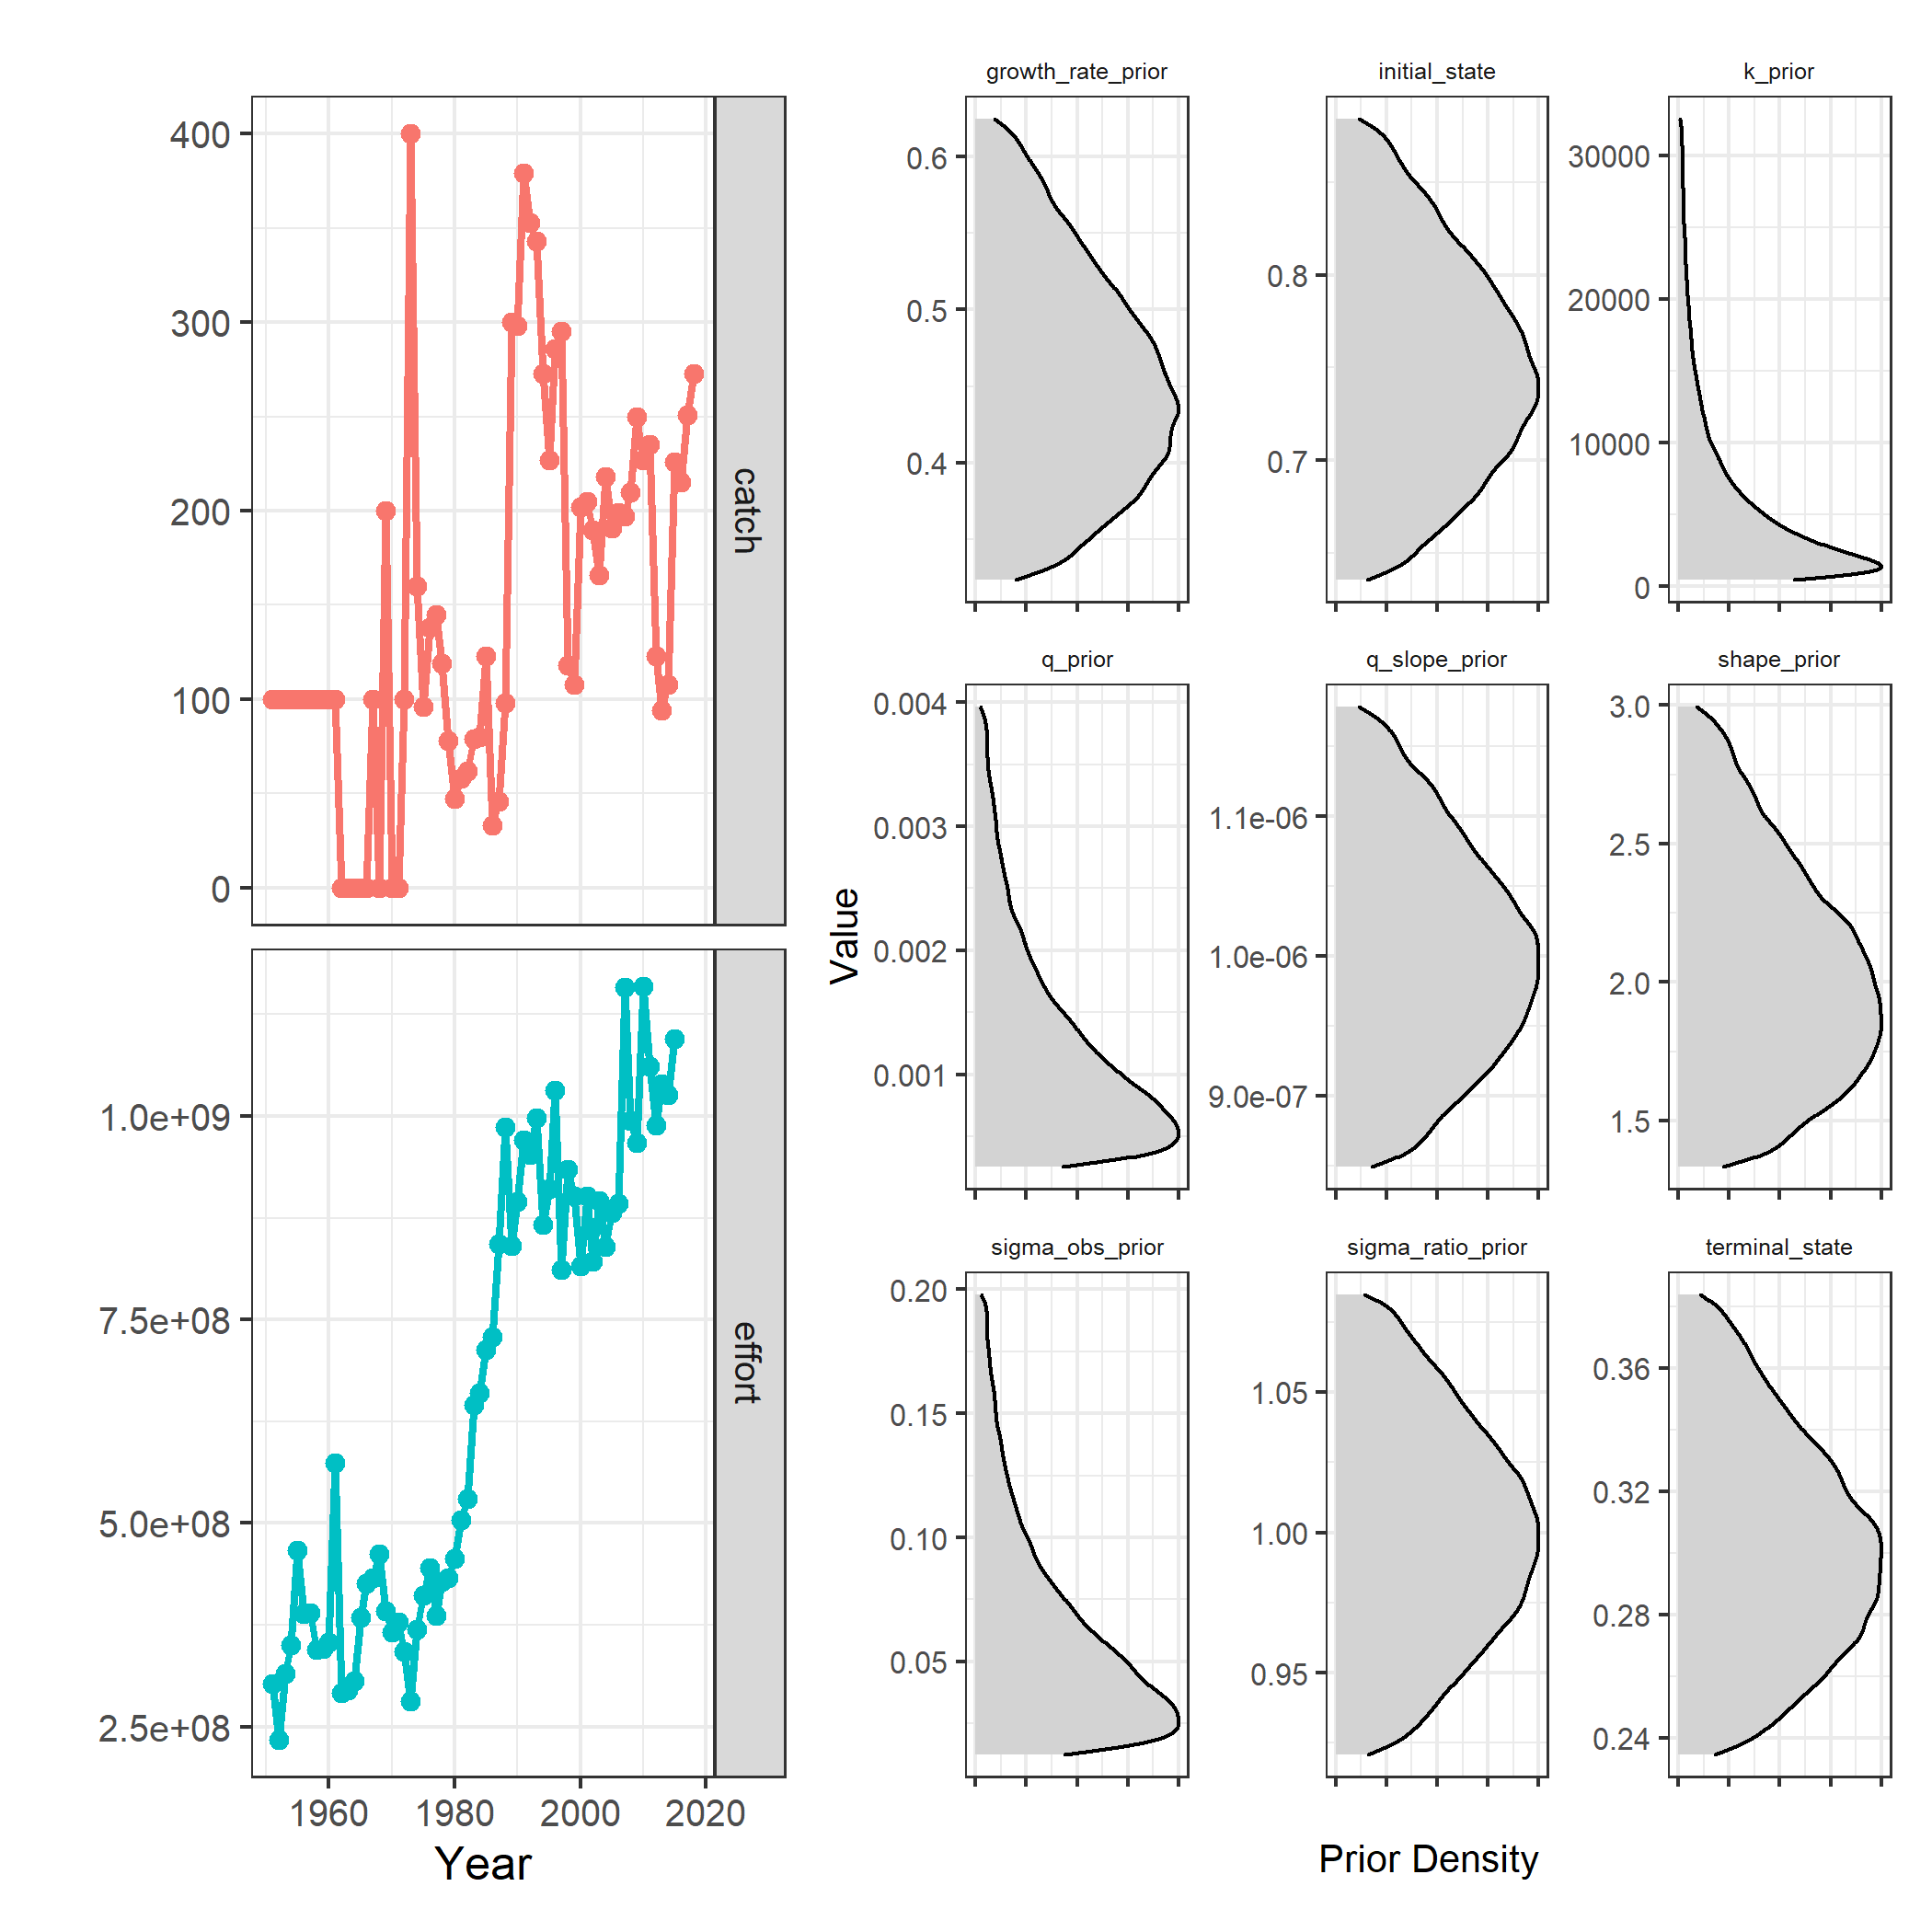 400
300
200
100
0
catch
1.0e+09
7.5e+08
5.0e+08
2.5e+08
effort
1960 1980 2000 2020
Year
Value
growth_rate_prior
0.6
0.5
0.4
initial_state
0.8
0.7
k_prior
30000
20000
10000
0
q_prior
0.004
0.003
0.002
0.001
q_slope_prior
1.1e-06
1.0e-06
9.0e-07
shape_prior
3.0
2.5
2.0
1.5
sigma_obs_prior
0.20
0.15
0.10
0.05
sigma_ratio_prior
1.05
1.00
0.95
terminal_state
0.36
0.32
0.28
0.24
Prior Density